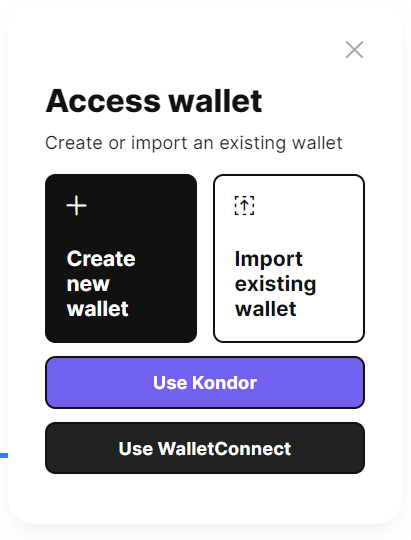 Access wallet
Create or import an existing wallet
Create
new
wallet
Import
existing
wallet
Use Kondor
Use WalletConnect